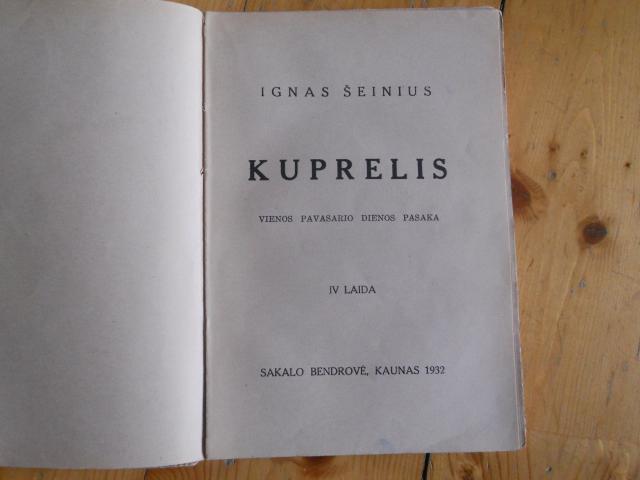 IGNAS ŠEINIUS
KUPRELIS
VIENOS PAVASARIO DIENOS PASAKA
IV LAIDA
SAKALO BENDROVĖ, KAUNAS 1932